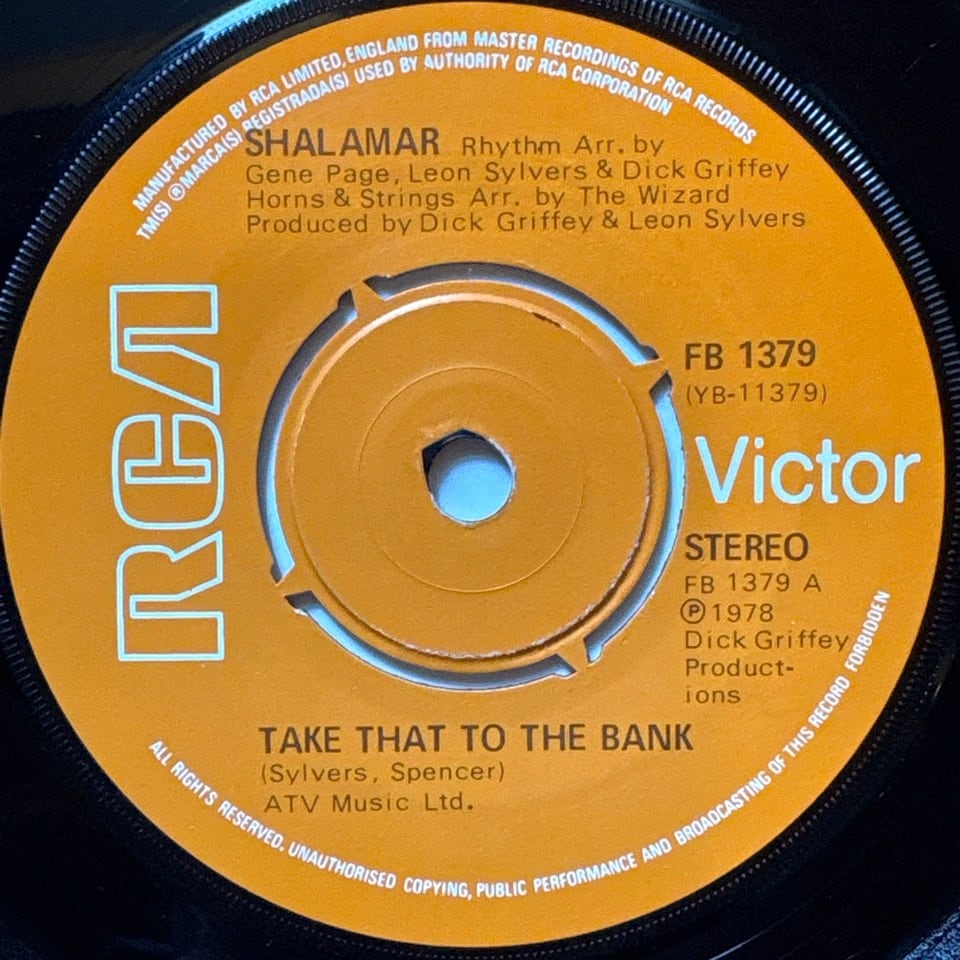 MANUFACTURED BY RCA LIMITED, ENGLAND FROM MASTER RECORDINGS OF RCA RECORDS
TM(S) ® MARCA(S) REGISTRADA(S) USED BY AUTHORITY OF RCA CORPORATION
SHALAMAR Rhythm Arr. by
Gene Page, Leon Sylvers & Dick Griffey
Horns & Strings Arr. by The Wizard
Produced by Dick Griffey & Leon Sylvers
RCA
FB 1379
(YB-11379)
Victor
STEREO
FB 1379 A
Ⓟ1978
Dick Griffey
Product-
ions
TAKE THAT TO THE BANK
(Sylvers, Spencer)
ATV Music Ltd.
ALL RIGHTS RESERVED. UNAUTHORISED COPYING, PUBLIC PERFORMANCE AND BROADCASTING OF THIS RECORD FORBIDDEN